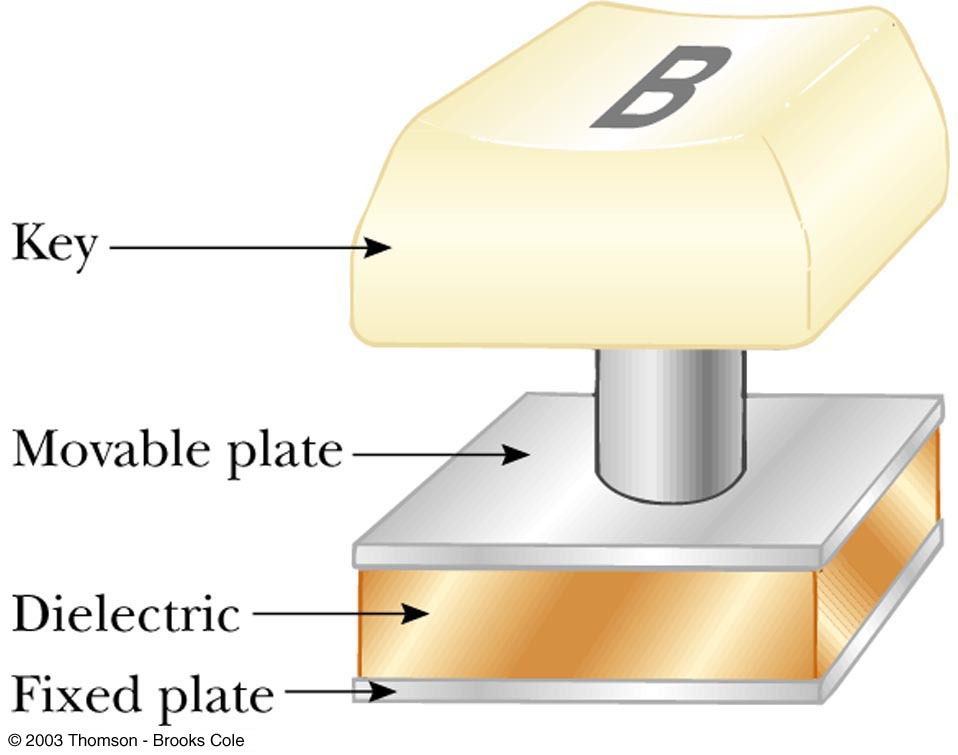 B
Key
Movable plate
Dielectric
Fixed plate
© 2003 Thomson - Brooks Cole